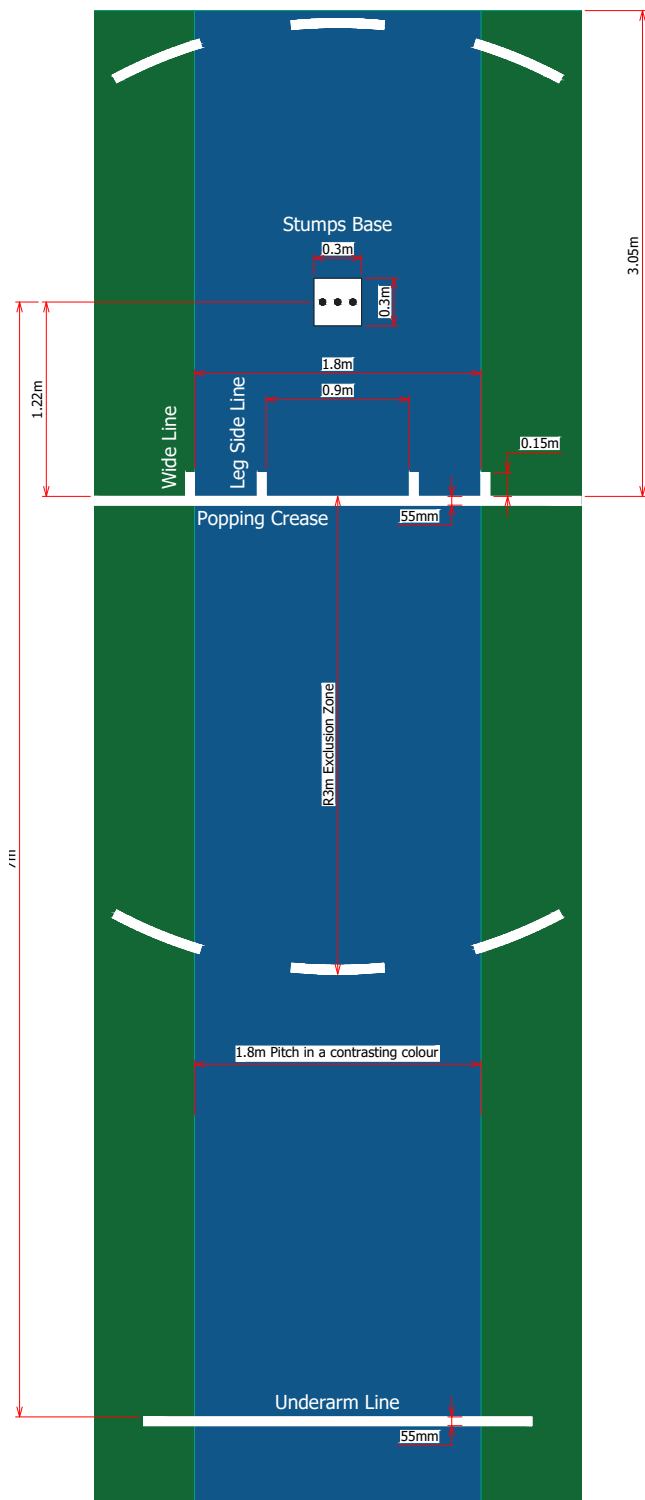 Stumps Base
0.3m
0.3m
3.05m
1.22m
1.8m
0.9m
Wide Line
Leg Side Line
0.15m
Popping Crease
55mm
R3m Exclusion Zone
1.8m Pitch in a contrasting colour
Underarm Line
55mm